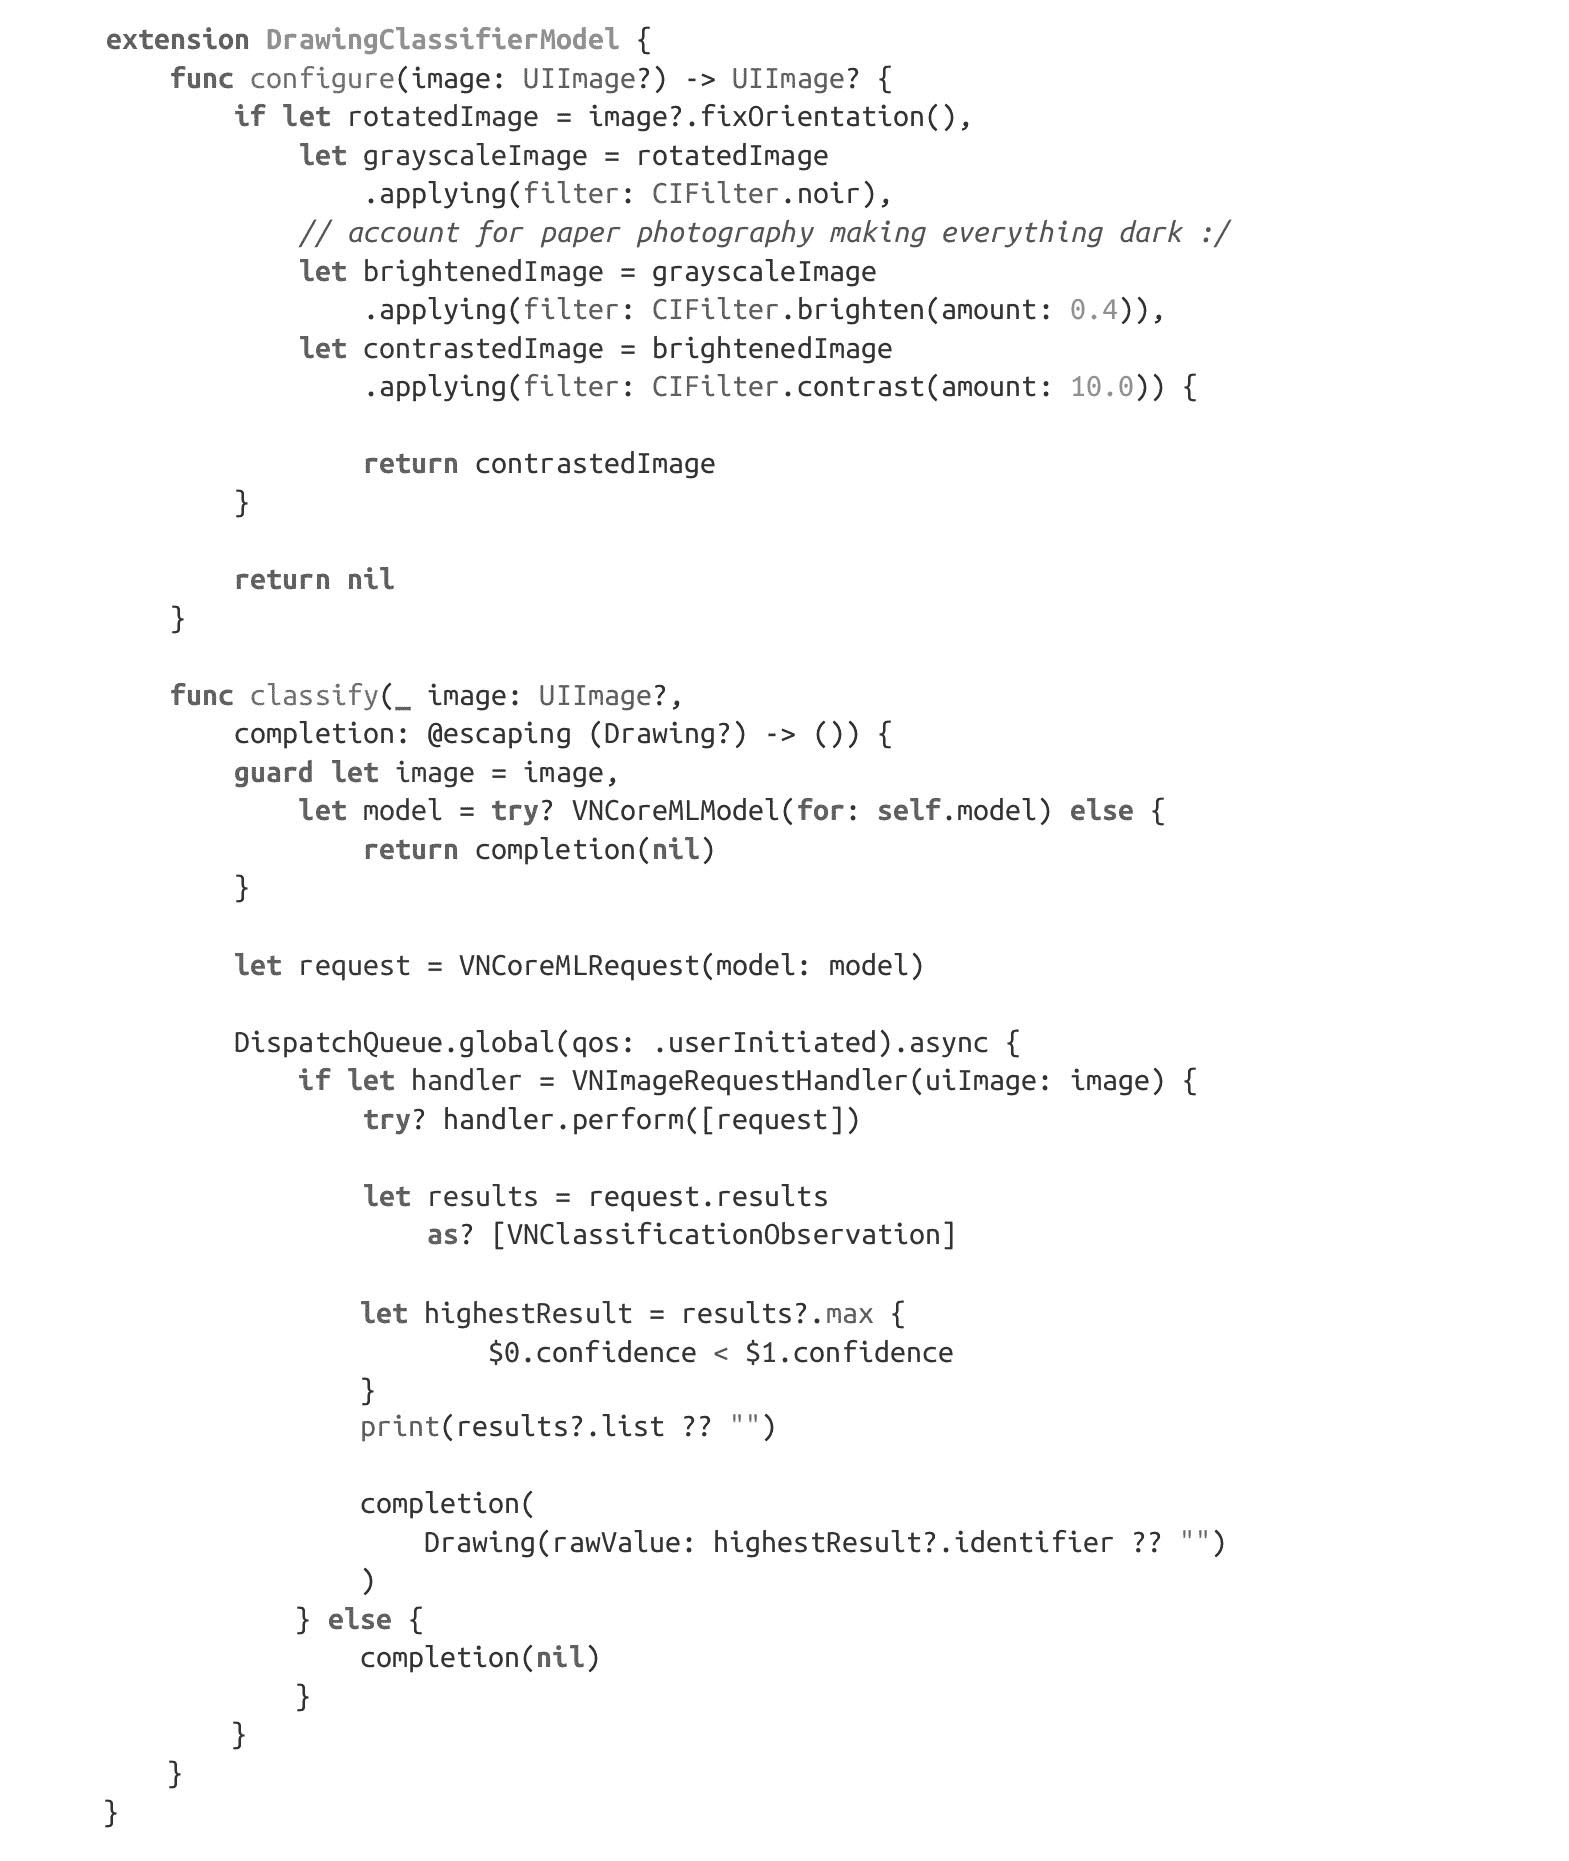 extension DrawingClassifierModel {
    func configure(image: UIImage?) -> UIImage? {
        if let rotatedImage = image?.fixOrientation(),
            let grayscaleImage = rotatedImage
                .applying(filter: CIFilter.noir),
            // account for paper photography making everything dark :/
            let brightenedImage = grayscaleImage
                .applying(filter: CIFilter.brighten(amount: 0.4)),
            let contrastedImage = brightenedImage
                .applying(filter: CIFilter.contrast(amount: 10.0)) {

                return contrastedImage
        }

        return nil
    }

    func classify(_ image: UIImage?,
        completion: @escaping (Drawing?) -> ()) {
        guard let image = image,
            let model = try? VNCoreMLModel(for: self.model) else {
                return completion(nil)
        }

        let request = VNCoreMLRequest(model: model)

        DispatchQueue.global(qos: .userInitiated).async {
            if let handler = VNImageRequestHandler(uiImage: image) {
                try? handler.perform([request])

                let results = request.results
                    as? [VNClassificationObservation]

                let highestResult = results?.max {
                        $0.confidence < $1.confidence
                }
                print(results?.list ?? "")

                completion(
                    Drawing(rawValue: highestResult?.identifier ?? "")
                )
            } else {
                completion(nil)
            }
        }
    }
}